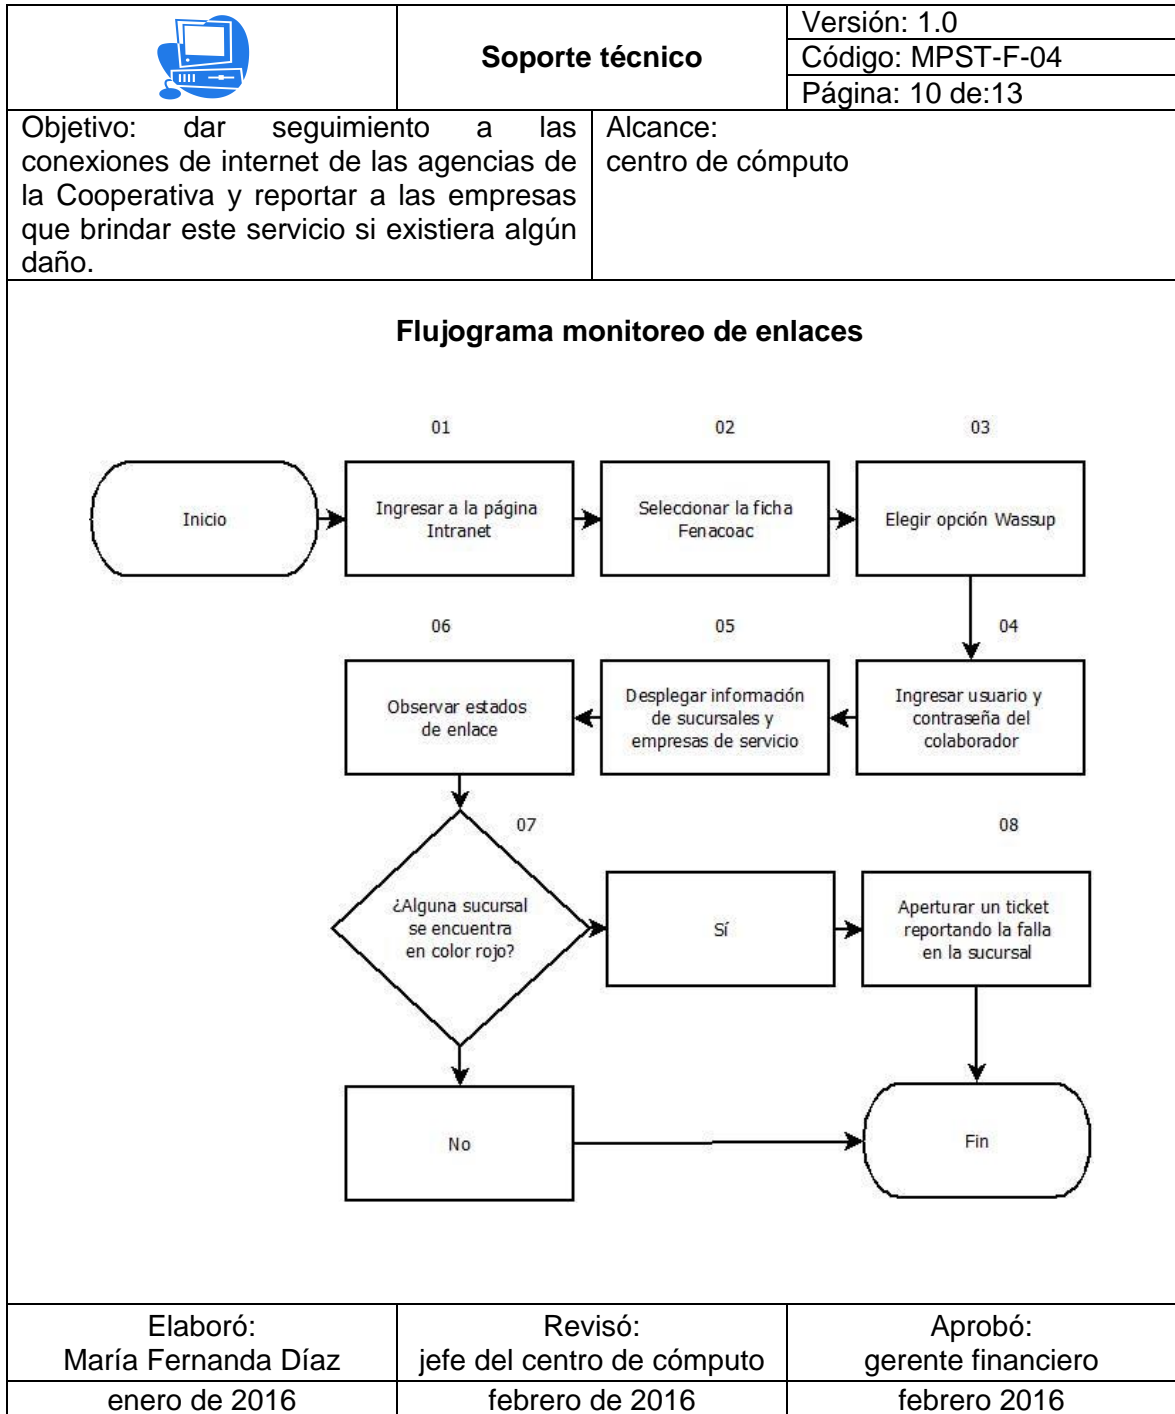 Soporte técnico
Versión: 1.0
Código: MPST-F-04
Página: 10 de:13
Objetivo: dar seguimiento a las
conexiones de internet de las agencias de
la Cooperativa y reportar a las empresas
que brindar este servicio si existiera algún
daño.
Alcance:
centro de cómputo
Flujograma monitoreo de enlaces
01
02
03
Inicio
Ingresar a la página
Intranet
Seleccionar la ficha
Fenacoac
Elegir opción Wassup
04
Ingresar usuario y
contraseña del
colaborador
05
Desplegar información
de sucursales y
empresas de servicio
06
Observar estados
de enlace
07
¿Alguna sucursal
se encuentra
en color rojo?
Sí
08
Aperturar un ticket
reportando la falla
en la sucursal
No
Fin
Elaboró:
María Fernanda Díaz
Revisó:
jefe del centro de cómputo
Aprobó:
gerente financiero
enero de 2016
febrero de 2016
febrero 2016